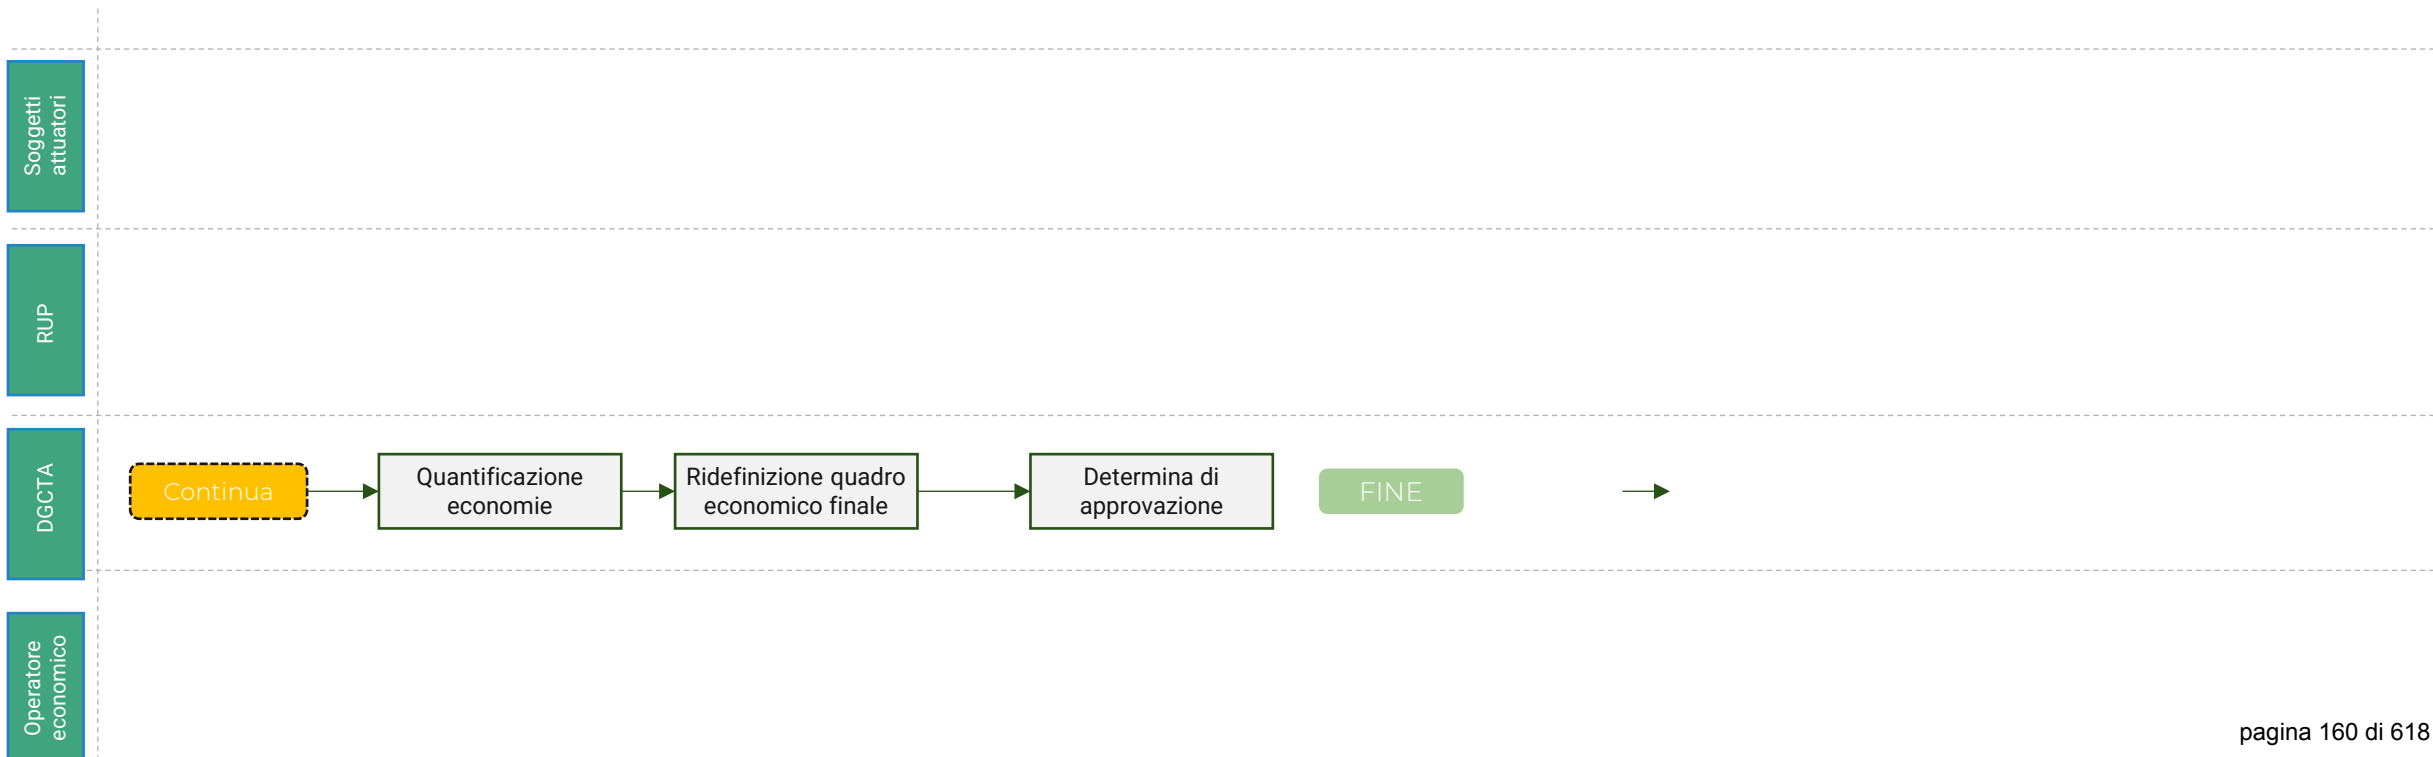 Soggetti
attuatori
RUP
DGCTA
Continua
Quantificazione
economie
Ridefinizione quadro
economico finale
Determina di
approvazione
FINE
Operatore
economico
pagina 160 di 618